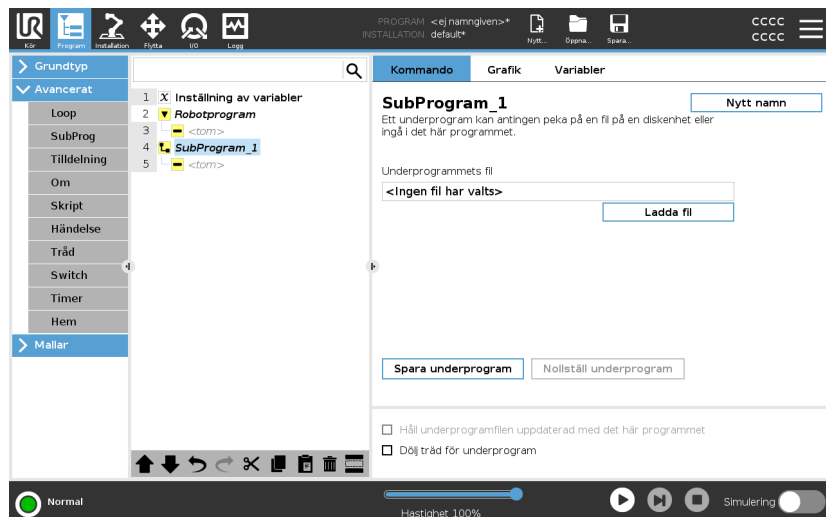 UR
Kör
Program
Installation
Flytta
I/O
Logg
PROGRAM <ej namngiven>*
INSTALLATION default*
Nytt...
Öppna...
Spara...
CCCC
CCCC
Grundtyp
Avancerat
Loop
SubProg
Tilldelning
Om
Skript
Händelse
Tråd
Switch
Timer
Hem
Mallar
1 X Inställning av variabler
2 Robotprogram
3 <tom>
4 SubProgram_1
5 <tom>
Kommando Grafik Variabler
SubProgram_1
Nytt namn
Ett underprogram kan antingen peka på en fil på en diskenhet eller
ingå i det här programmet.
Underprogrammets fil
<Ingen fil har valts>
Ladda fil
Spara underprogram
Nollställ underprogram
Håll underprogramfilen uppdaterad med det här programmet
Dölj träd för underprogram
Normal
Hastighet 100%
Simulering